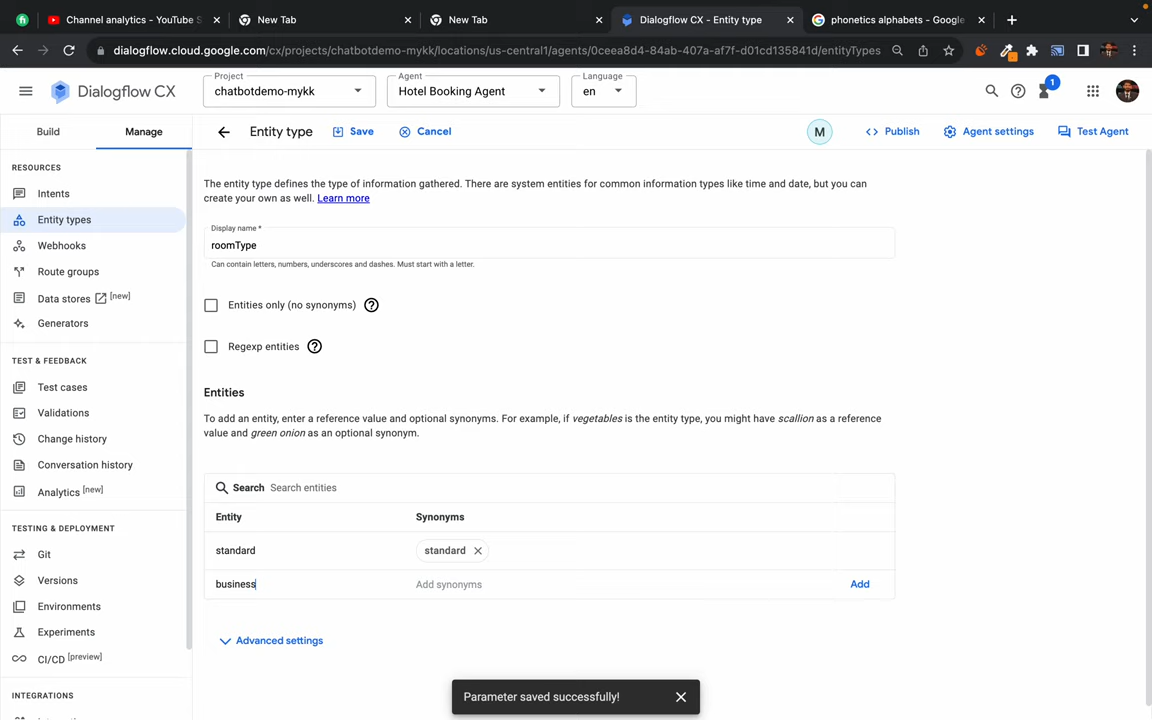 Channel analytics - YouTube S
New Tab
New Tab
Dialogflow CX - Entity type
phonetics alphabets - Google
dialogflow.cloud.google.com/cx/projects/chatbotdemo-mykk/locations/us-central1/agents/0ceea8d4-84ab-407a-af7f-d01cd135841d/entityTypes
Dialogflow CX
Project
chatbotdemo-mykk
Agent
Hotel Booking Agent
Language
en
1
Build
Manage
Entity type
Save
Cancel
M
Publish
Agent settings
Test Agent
RESOURCES
Intents
Entity types
Webhooks
Route groups
Data stores [new]
Generators
TEST & FEEDBACK
Test cases
Validations
Change history
Conversation history
Analytics [new]
TESTING & DEPLOYMENT
Git
Versions
Environments
Experiments
CI/CD [preview]
INTEGRATIONS
The entity type defines the type of information gathered. There are system entities for common information types like time and date, but you can
create your own as well. Learn more
Display name *
roomType
Can contain letters, numbers, underscores and dashes. Must start with a letter.
Entities only (no synonyms)
Regexp entities
Entities
To add an entity, enter a reference value and optional synonyms. For example, if vegetables is the entity type, you might have scallion as a reference
value and green onion as an optional synonym.
Search Search entities
Entity Synonyms
standard standard
business Add synonyms Add
Advanced settings
Parameter saved successfully!